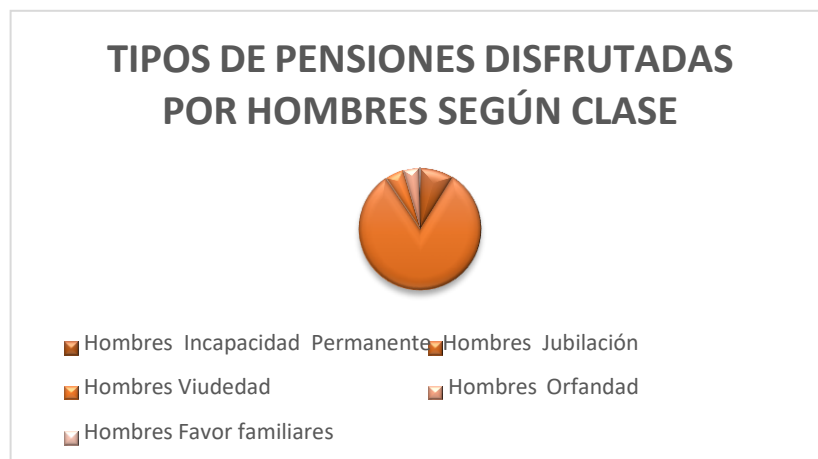 TIPOS DE PENSIONES DISFRUTADAS
POR HOMBRES SEGÚN CLASE
Hombres Incapacidad Permanente Hombres Jubilación
Hombres Viudedad Hombres Orfandad
Hombres Favor familiares